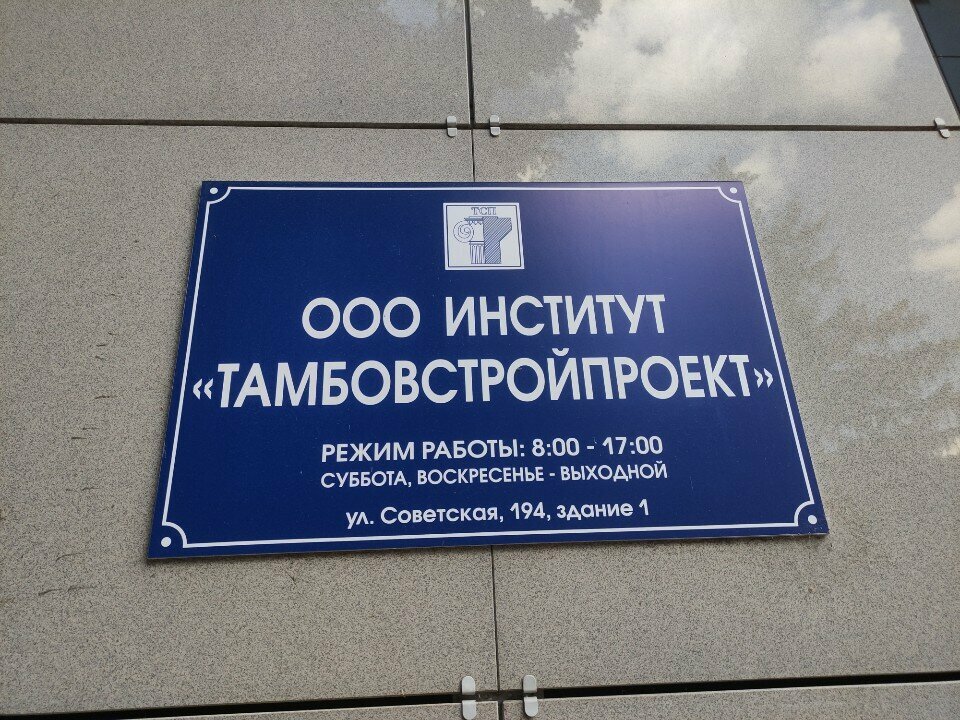 ТСП
ООО ИНСТИТУТ
«ТАМБОВСТРОЙПРОЕКТ»
РЕЖИМ РАБОТЫ: 8:00 - 17:00
СУББОТА, ВОСКРЕСЕНЬЕ - ВЫХОДНОЙ
ул. Советская, 194, здание 1